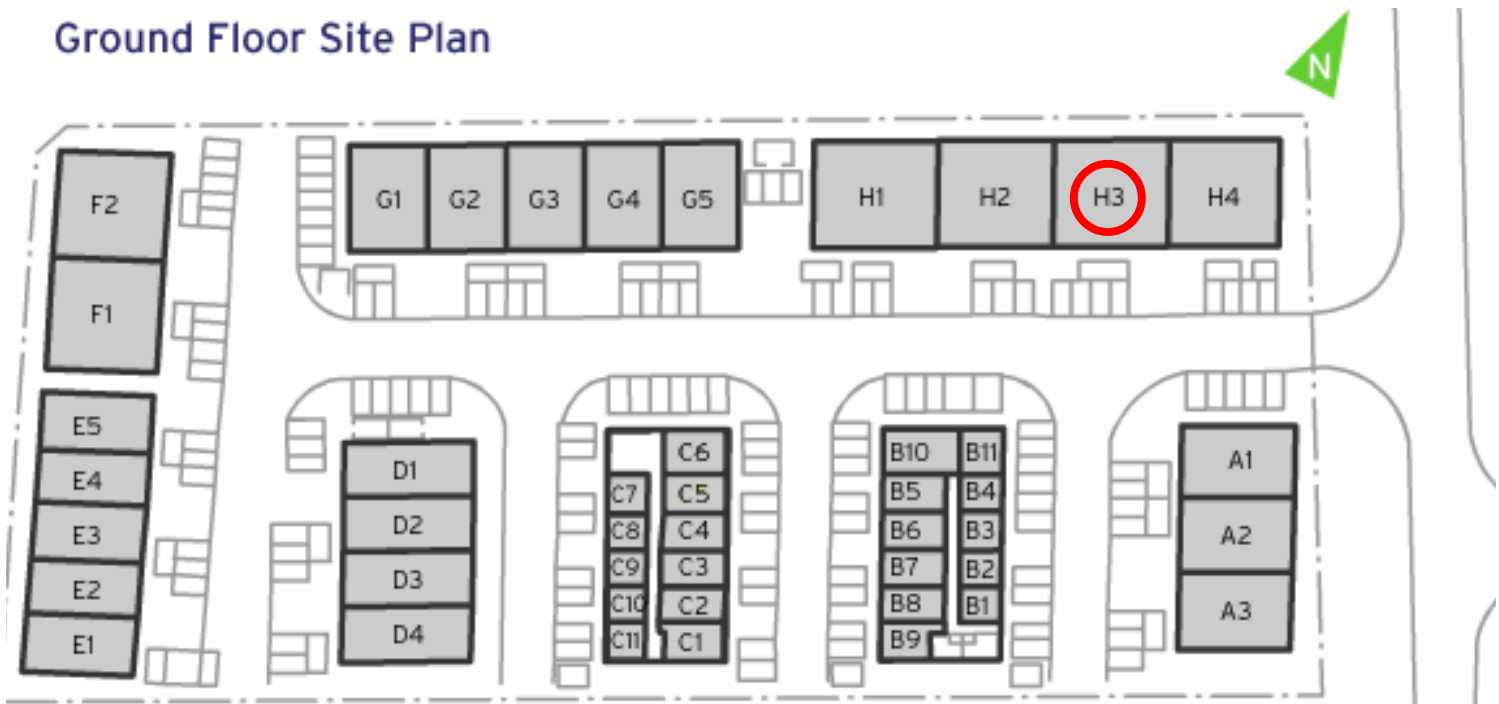 Ground Floor Site Plan
N
F2
F1
G1 G2 G3 G4 G5
H1 H2 H3 H4
E5
E4
E3
E2
E1
D1
D2
D3
D4
C6
C7 C5
C8 C4
C9 C3
C10 C2
C11 C1
B10 B11
B5 B4
B6 B3
B7 B2
B8 B1
B9
A1
A2
A3